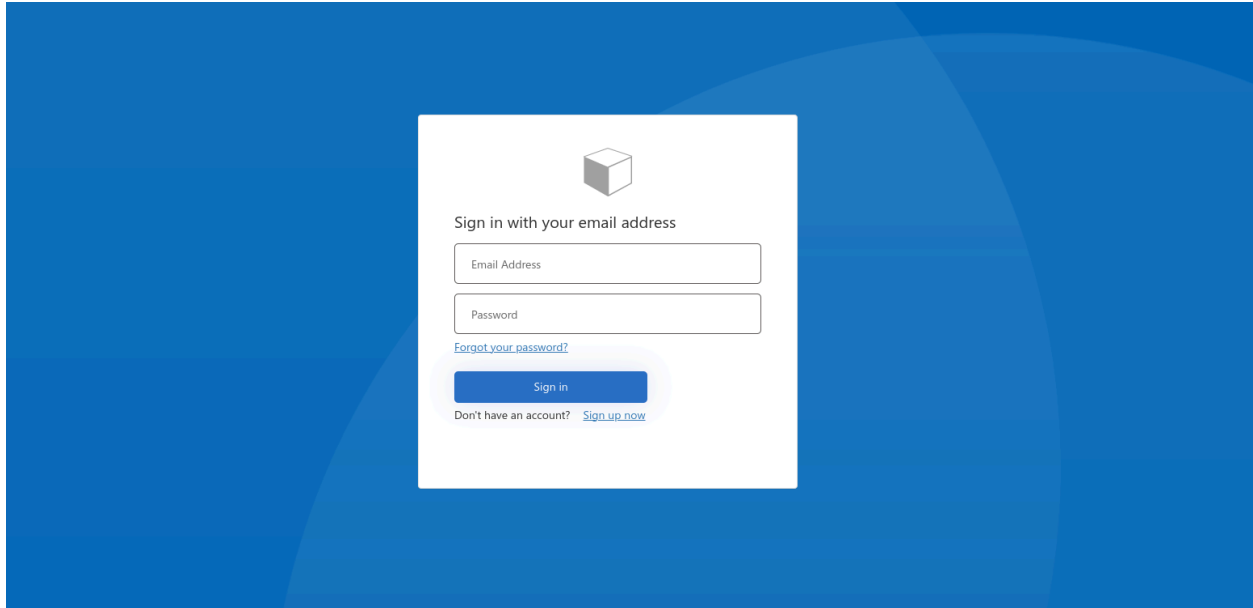 Sign in with your email address
Email Address
Password
Forgot your password?
Sign in
Don't have an account? Sign up now